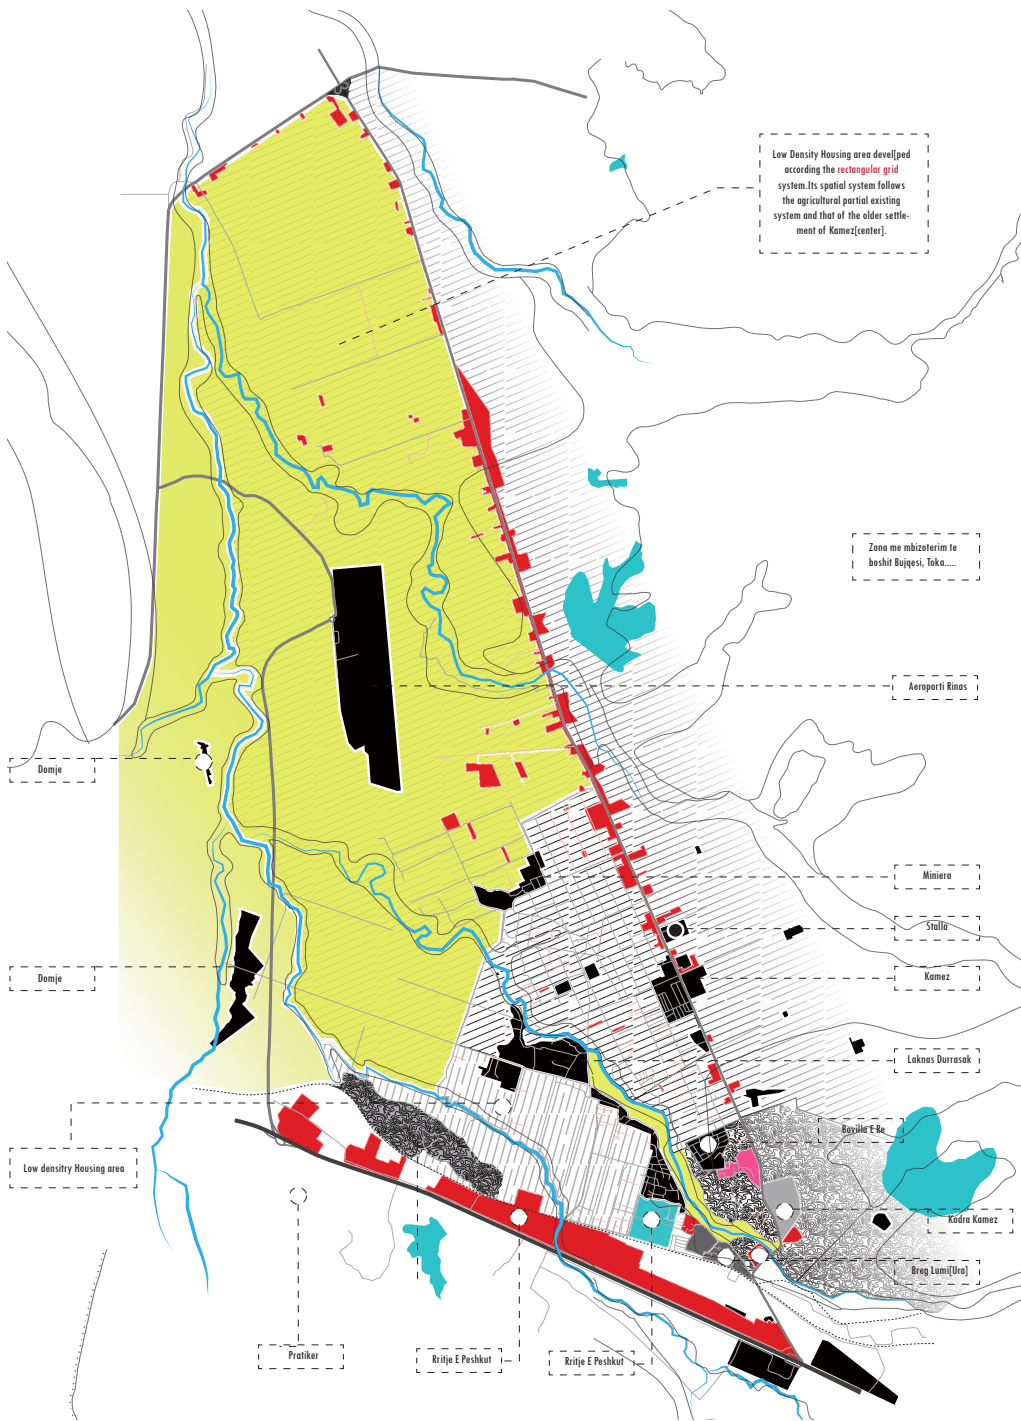 Low Density Housing area devel[ped
according the rectangular grid
system.Its spatial system follows
the agricultural partial existing
system and that of the older settle-
ment of Kamez[center].
Zona me mbizoterim te
boshit Bujqesi, Toka.....
Aeroporti Rinas
Domje
Miniera
Stalla
Kamez
Domje
Laknas Durrasak
Bovilla E Re
Low densitry Housing area
Kodra Kamez
Breg Lumi[Ura]
Pratiker
Rritje E Peshkut
Rritje E Peshkut